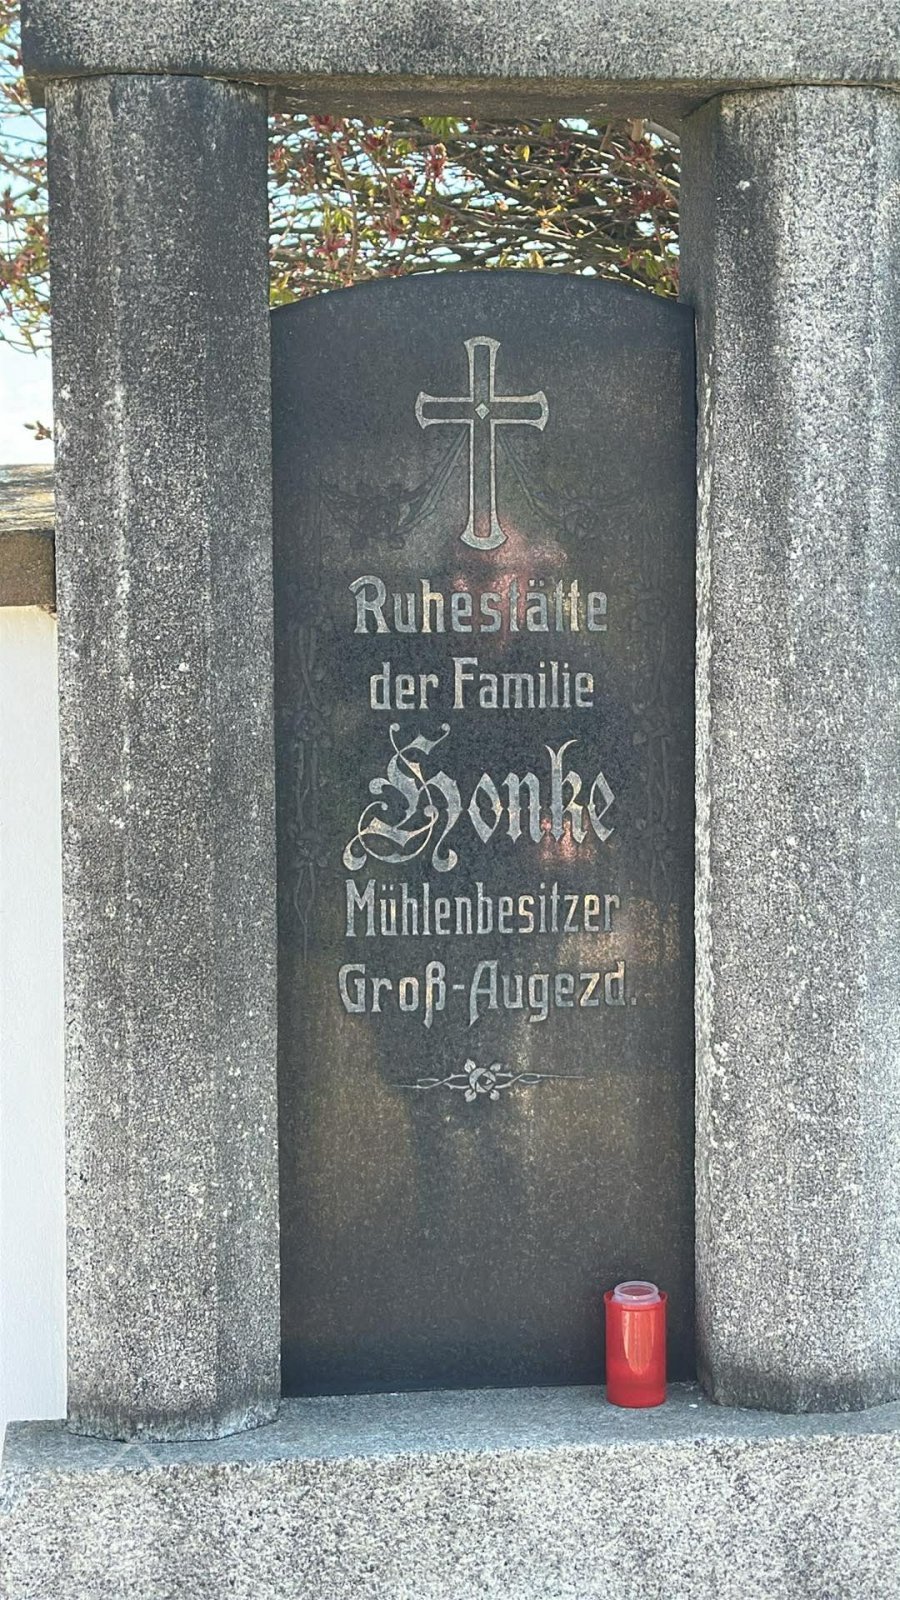 Ruhestätte
der Familie
Honke
Mühlenbesitzer
Groß-Augezd.